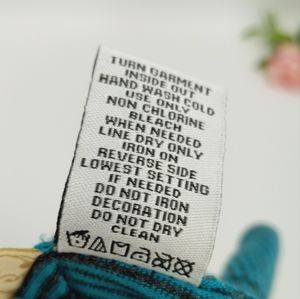 TURN GARMENT
INSIDE OUT
HAND WASH COLD
USE ONLY
NON CHLORINE
BLEACH
WHEN NEEDED
LINE DRY ONLY
IRON ON
REVERSE SIDE
LOWEST SETTING
IF NEEDED
DO NOT IRON
DECORATION
DO NOT DRY
CLEAN